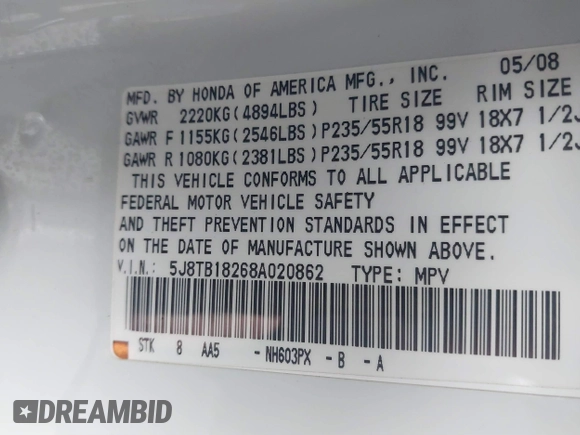 MFD. BY HONDA OF AMERICA MFG., INC. 05/08
GVWR 2220KG(4894LBS) TIRE SIZE RIM SIZE
GAWR F 1155KG(2546LBS)P235/55R18 99V 18X7 1/2J
GAWR R 1080KG(2381LBS)P235/55R18 99V 18X7 1/2J
THIS VEHICLE CONFORMS TO ALL APPLICABLE
FEDERAL MOTOR VEHICLE SAFETY
AND THEFT PREVENTION STANDARDS IN EFFECT
ON THE DATE OF MANUFACTURE SHOWN ABOVE.
V.I.N.: 5J8TB18268A020862 TYPE: MPV
STK 8 AA5 -NH603PX -B -A
DREAMBID